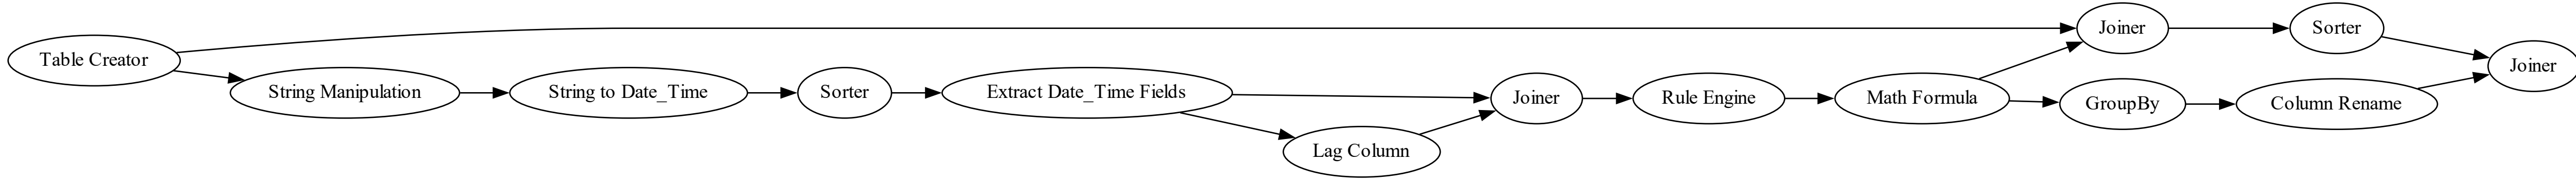 Table Creator
String Manipulation
String to Date_Time
Sorter
Extract Date_Time Fields
Lag Column
Joiner
Rule Engine
Math Formula
Joiner
GroupBy
Sorter
Column Rename
Joiner